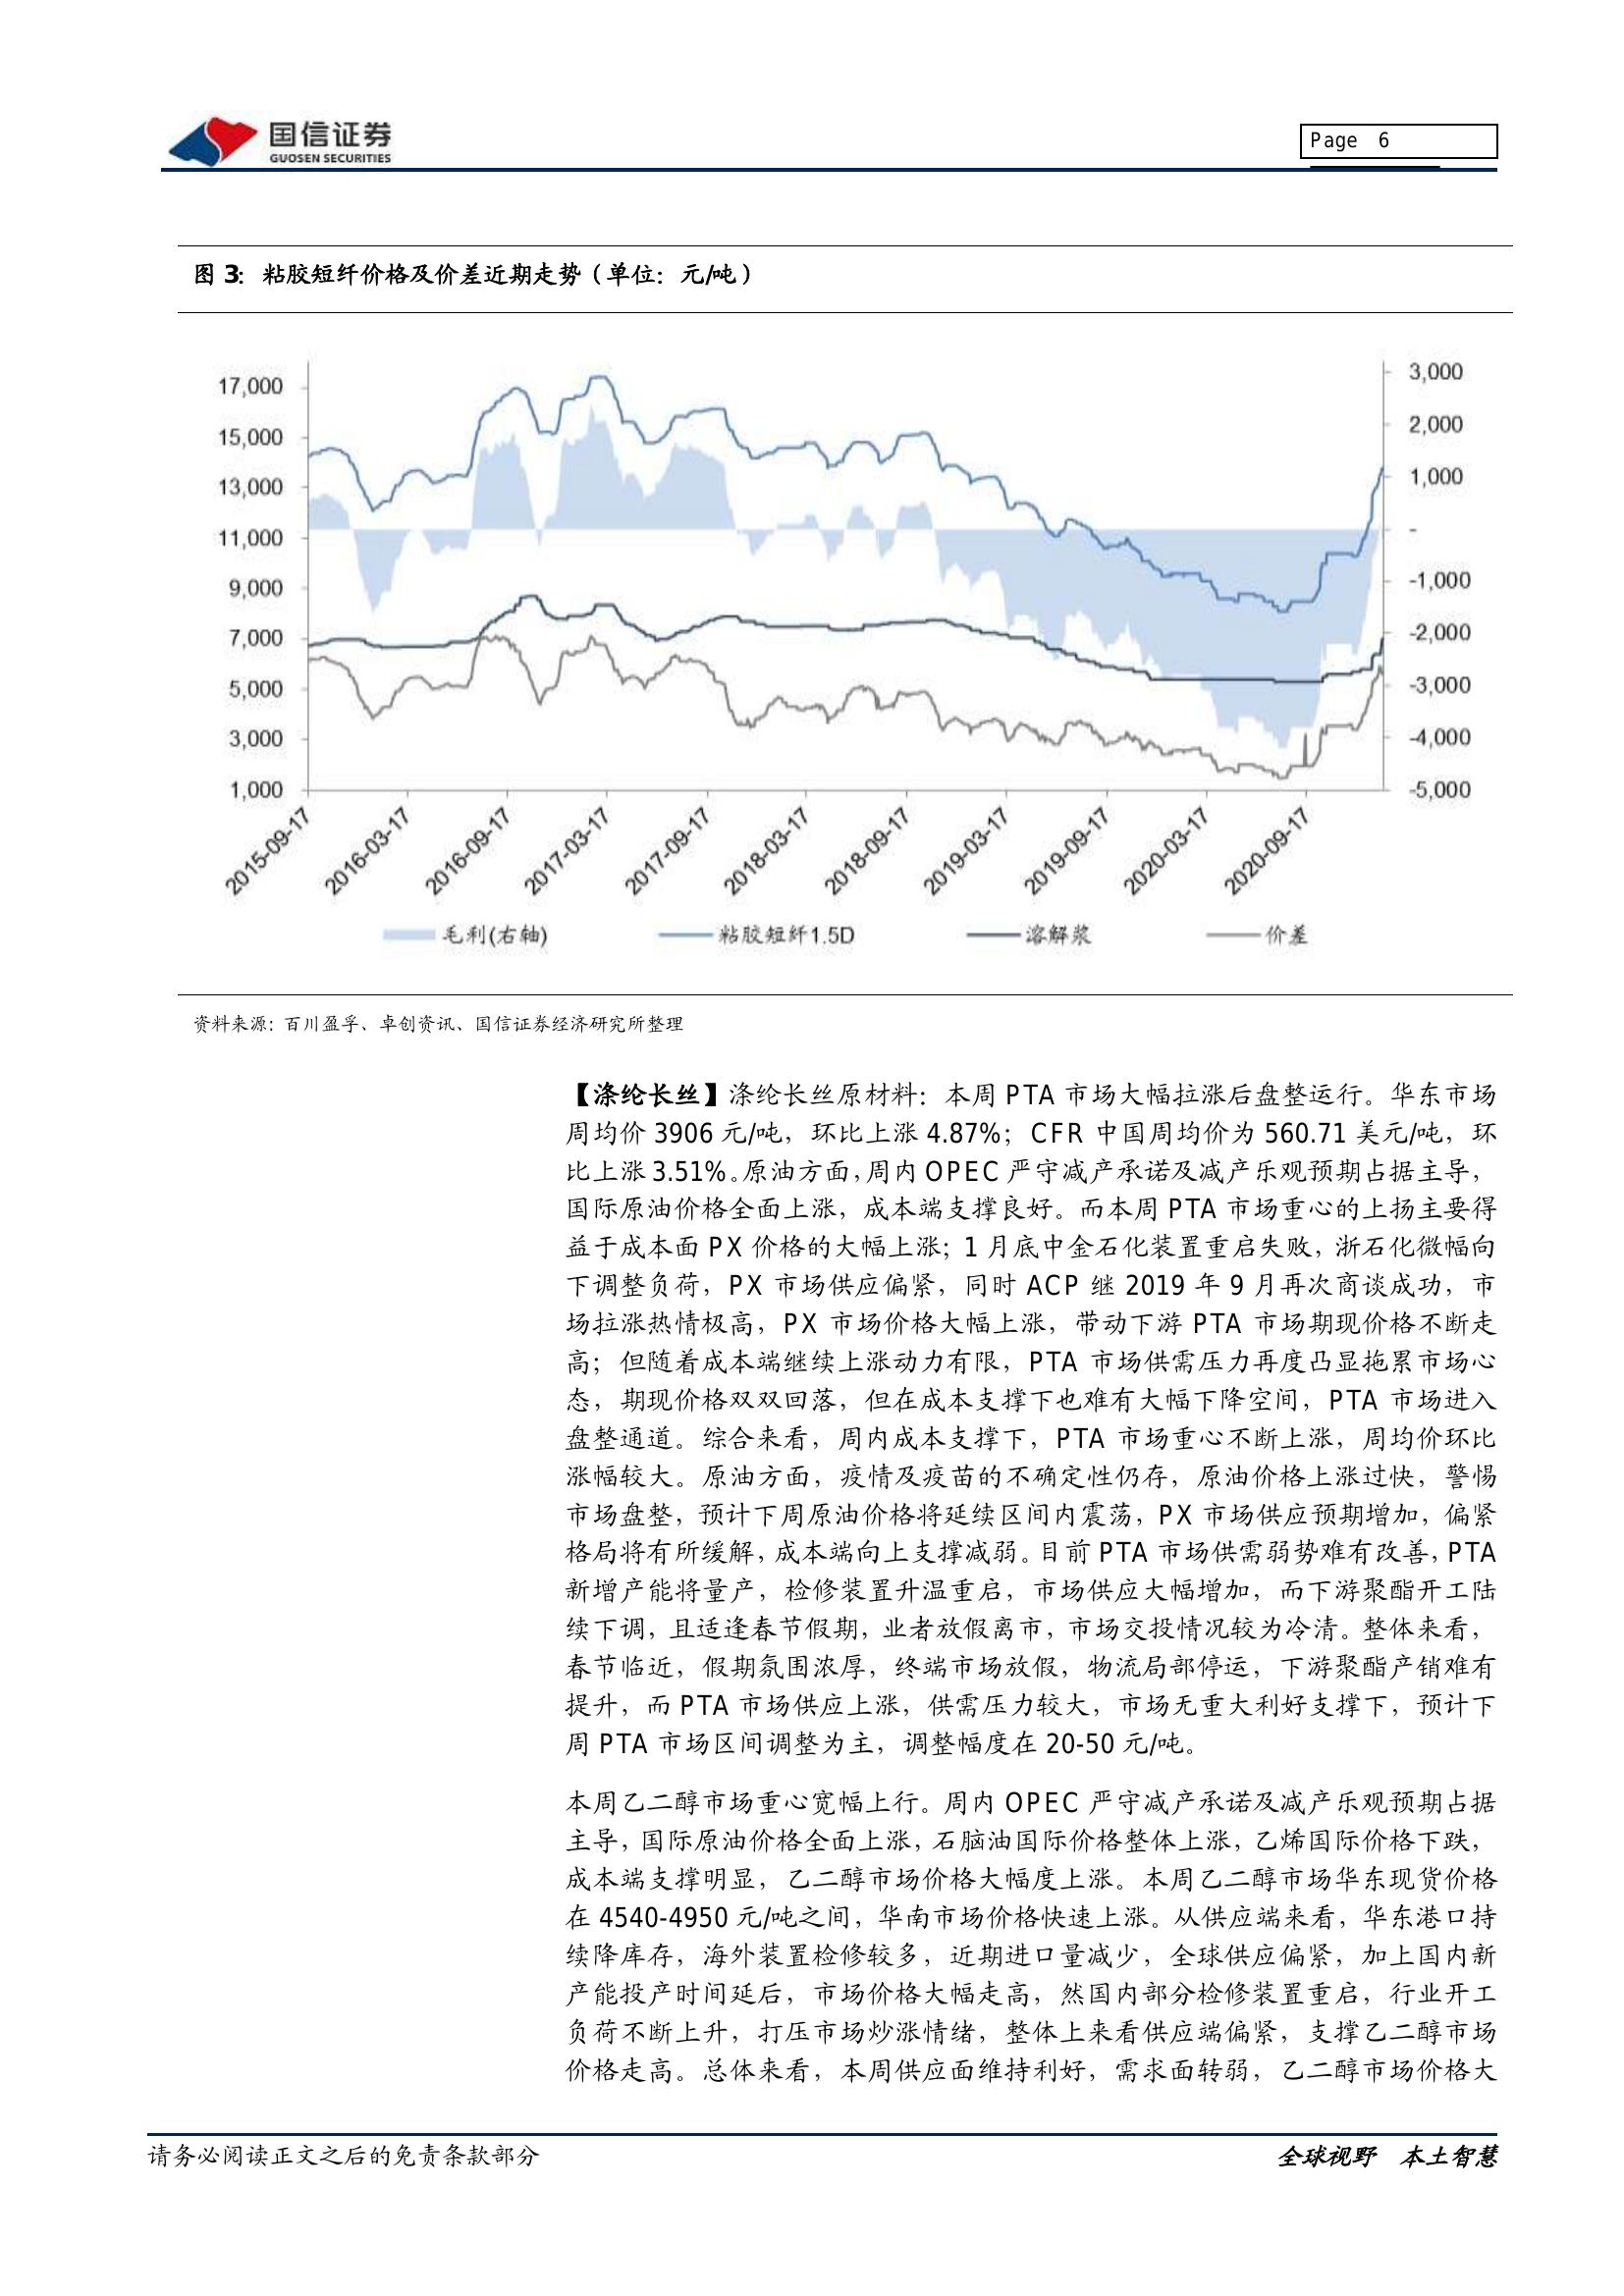 国信证券
GUOSEN SECURITIES
Page 6
图 3：粘胶短纤价格及价差近期走势（单位：元/吨）
17,000
15,000
13,000
11,000
9,000
7,000
5,000
3,000
1,000
3,000
2,000
1,000
-
-1,000
-2,000
-3,000
-4,000
-5,000
2015-09-17
2016-03-17
2016-09-17
2017-03-17
2017-09-17
2018-03-17
2018-09-17
2019-03-17
2019-09-17
2020-03-17
2020-09-17
毛利(右轴) 粘胶短纤1.5D 溶解浆 价差
资料来源：百川盈孚、卓创资讯、国信证券经济研究所整理
【涤纶长丝】涤纶长丝原材料：本周 PTA 市场大幅拉涨后盘整运行。华东市场
周均价 3906 元/吨，环比上涨 4.87%；CFR 中国周均价为 560.71 美元/吨，环
比上涨 3.51%。原油方面，周内 OPEC 严守减产承诺及减产乐观预期占据主导，
国际原油价格全面上涨，成本端支撑良好。而本周 PTA 市场重心的上扬主要得
益于成本面 PX 价格的大幅上涨；1 月底中金石化装置重启失败，浙石化微幅向
下调整负荷，PX 市场供应偏紧，同时 ACP 继 2019 年 9 月再次商谈成功，市
场拉涨热情极高，PX 市场价格大幅上涨，带动下游 PTA 市场期现价格不断走
高；但随着成本端继续上涨动力有限，PTA 市场供需压力再度凸显拖累市场心
态，期现价格双双回落，但在成本支撑下也难有大幅下降空间，PTA 市场进入
盘整通道。综合来看，周内成本支撑下，PTA 市场重心不断上涨，周均价环比
涨幅较大。原油方面，疫情及疫苗的不确定性仍存，原油价格上涨过快，警惕
市场盘整，预计下周原油价格将延续区间内震荡，PX 市场供应预期增加，偏紧
格局将有所缓解，成本端向上支撑减弱。目前 PTA 市场供需弱势难有改善，PTA
新增产能将量产，检修装置升温重启，市场供应大幅增加，而下游聚酯开工陆
续下调，且适逢春节假期，业者放假离市，市场交投情况较为冷清。整体来看，
春节临近，假期氛围浓厚，终端市场放假，物流局部停运，下游聚酯产销难有
提升，而 PTA 市场供应上涨，供需压力较大，市场无重大利好支撑下，预计下
周 PTA 市场区间调整为主，调整幅度在 20-50 元/吨。
本周乙二醇市场重心宽幅上行。周内 OPEC 严守减产承诺及减产乐观预期占据
主导，国际原油价格全面上涨，石脑油国际价格整体上涨，乙烯国际价格下跌，
成本端支撑明显，乙二醇市场价格大幅度上涨。本周乙二醇市场华东现货价格
在 4540-4950 元/吨之间，华南市场价格快速上涨。从供应端来看，华东港口持
续降库存，海外装置检修较多，近期进口量减少，全球供应偏紧，加上国内新
产能投产时间延后，市场价格大幅走高，然国内部分检修装置重启，行业开工
负荷不断上升，打压市场炒涨情绪，整体上来看供应端偏紧，支撑乙二醇市场
价格走高。总体来看，本周供应面维持利好，需求面转弱，乙二醇市场价格大
请务必阅读正文之后的免责条款部分
全球视野 本土智慧